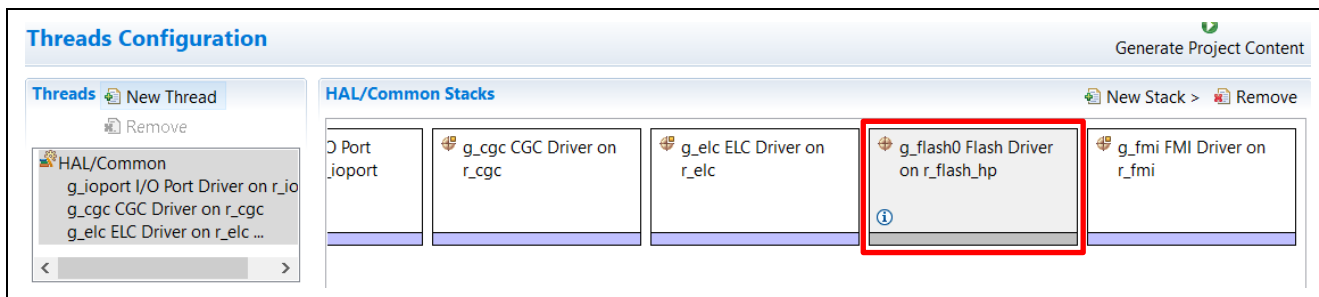 Threads Configuration
Generate Project Content
Threads New Thread
Remove
HAL/Common
g_ioport I/O Port Driver on r_io
g_cgc CGC Driver on r_cgc
g_elc ELC Driver on r_elc ...
HAL/Common Stacks
New Stack > Remove
O Port
_ioport
g_cgc CGC Driver on
r_cgc
g_elc ELC Driver on
r_elc
g_flash0 Flash Driver
on r_flash_hp
g_fmi FMI Driver on
r_fmi